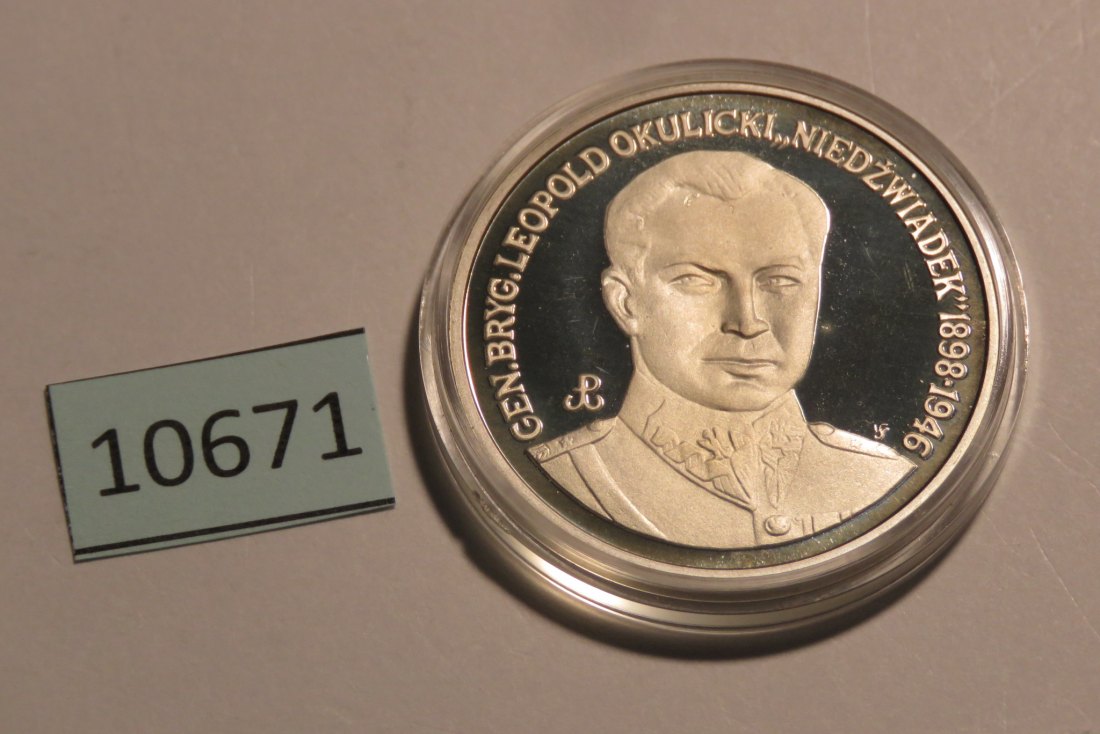 10671
GEN.BRYG.LEOPOLD OKULICKI „NIEDŹWIADEK" 1898-1946